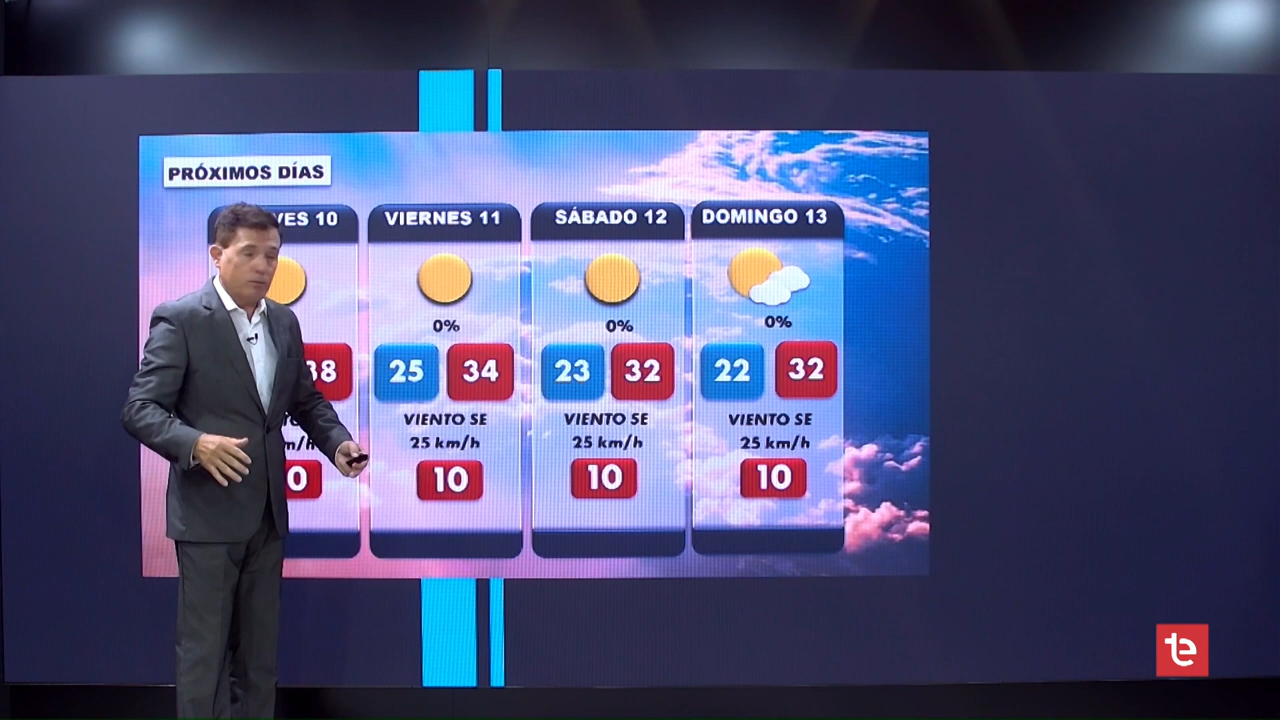 PRÓXIMOS DÍAS
VES 10
VIERNES 11
SÁBADO 12
DOMINGO 13
0%
0%
0%
38
25
34
23
32
22
32
VIENTO SE
VIENTO SE
VIENTO SE
m/h
25 km/h
25 km/h
25 km/h
0
10
10
10
te